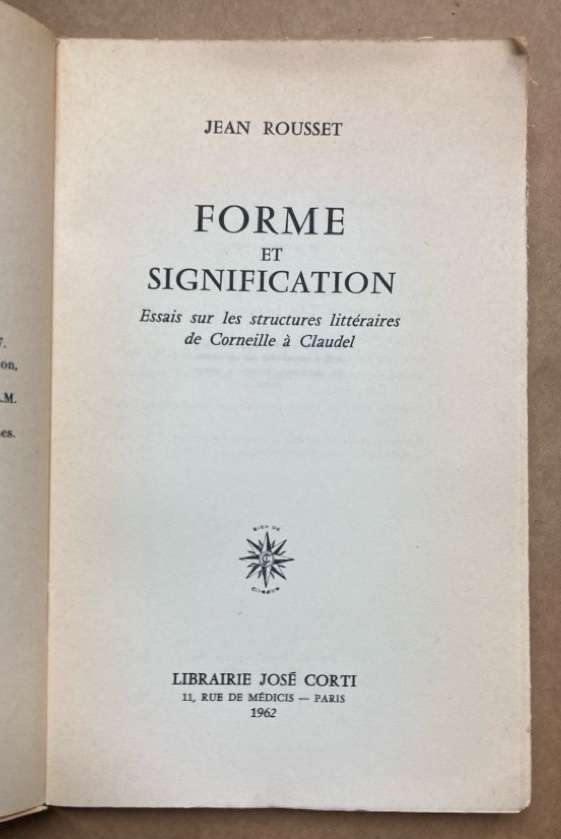 JEAN ROUSSET
FORME
ET
SIGNIFICATION
Essais sur les structures littéraires
de Corneille à Claudel
LIBRAIRIE JOSÉ CORTI
11, RUE DE MÉDICIS — PARIS
1962